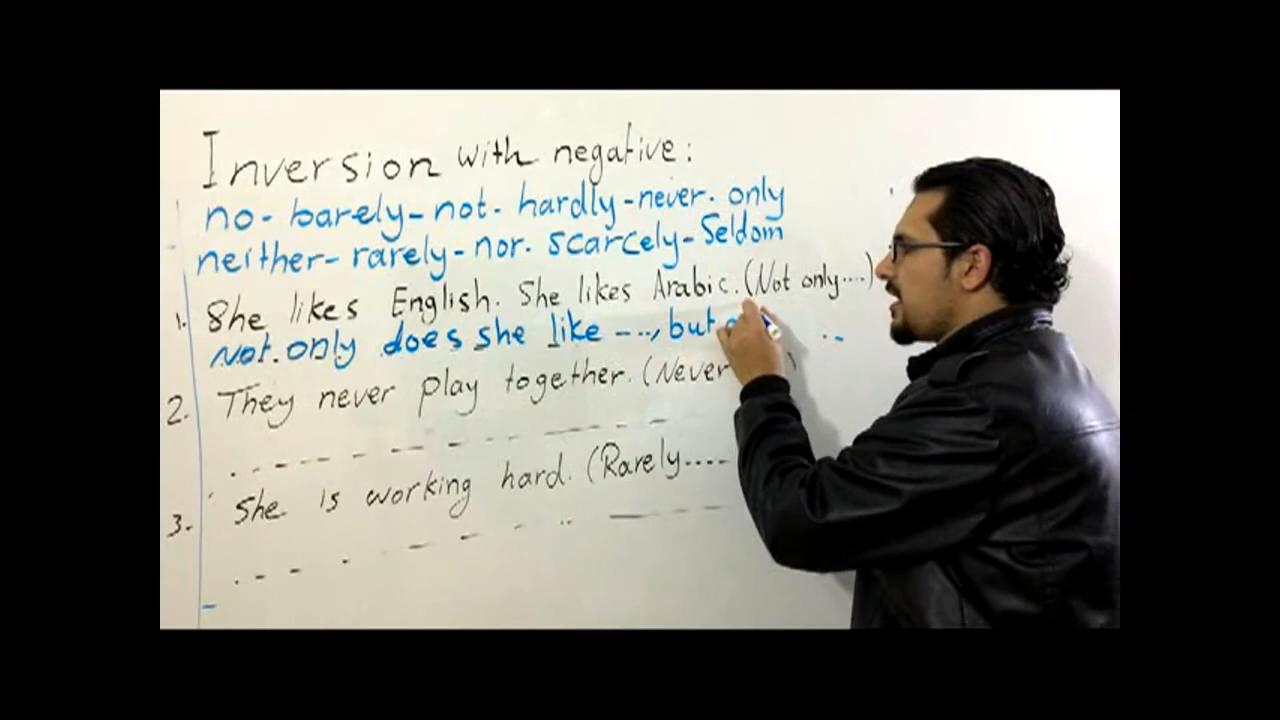 Inversion with negative:
no - barely - not - hardly - never - only
neither - rarely - nor - scarcely - Seldom
1. She likes English. She likes Arabic. (Not only....)
Not only does she like ----, but
2. They never play together. (Never
3. She is working hard. (Rarely....